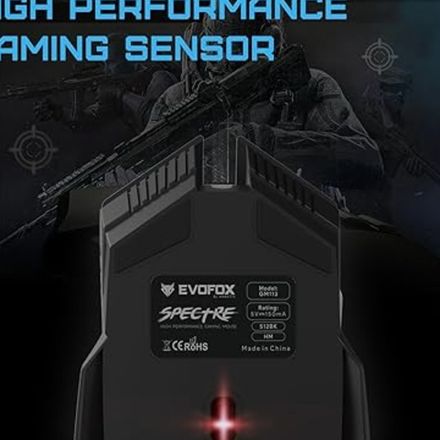 IGH PERFORMANCE
AMING SENSOR
EVOFOX
SPECTRE
HIGH PERFORMANCE GAMING MOUSE
CE RoHS
Model:
GM113
Rating:
5V⎓150mA
512BK
HM
Made in China